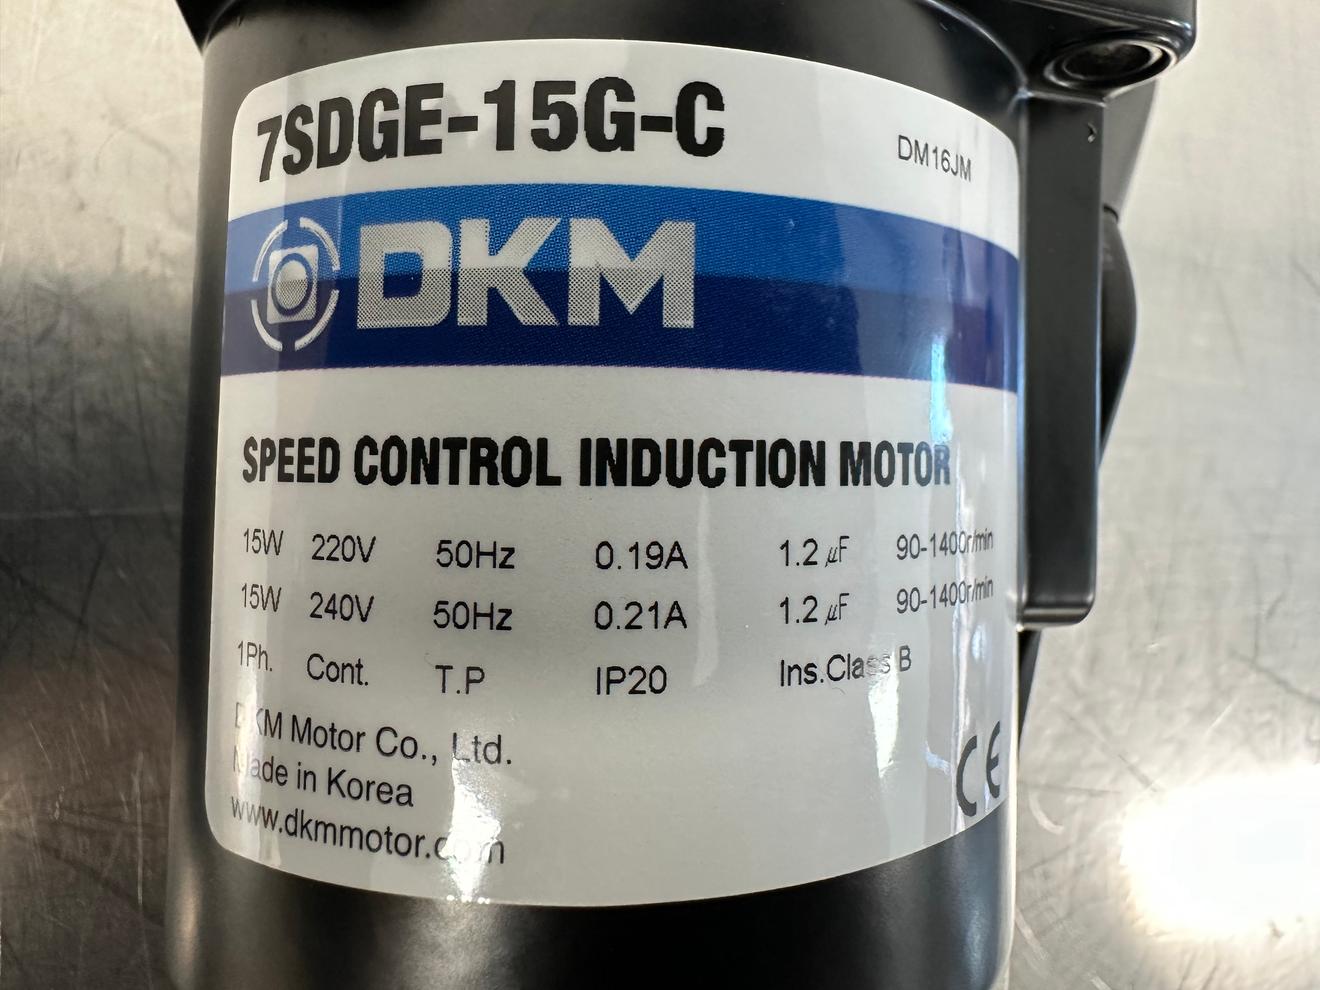 7SDGE-15G-C
DM16JM
DKM
SPEED CONTROL INDUCTION MOTOR
15W 220V 50Hz 0.19A 1.2 µF 90-1400r/min
15W 240V 50Hz 0.21A 1.2 µF 90-1400r/min
1Ph. Cont. T.P IP20 Ins.Class B
DKM Motor Co., Ltd.
Made in Korea
www.dkmmotor.com
CE